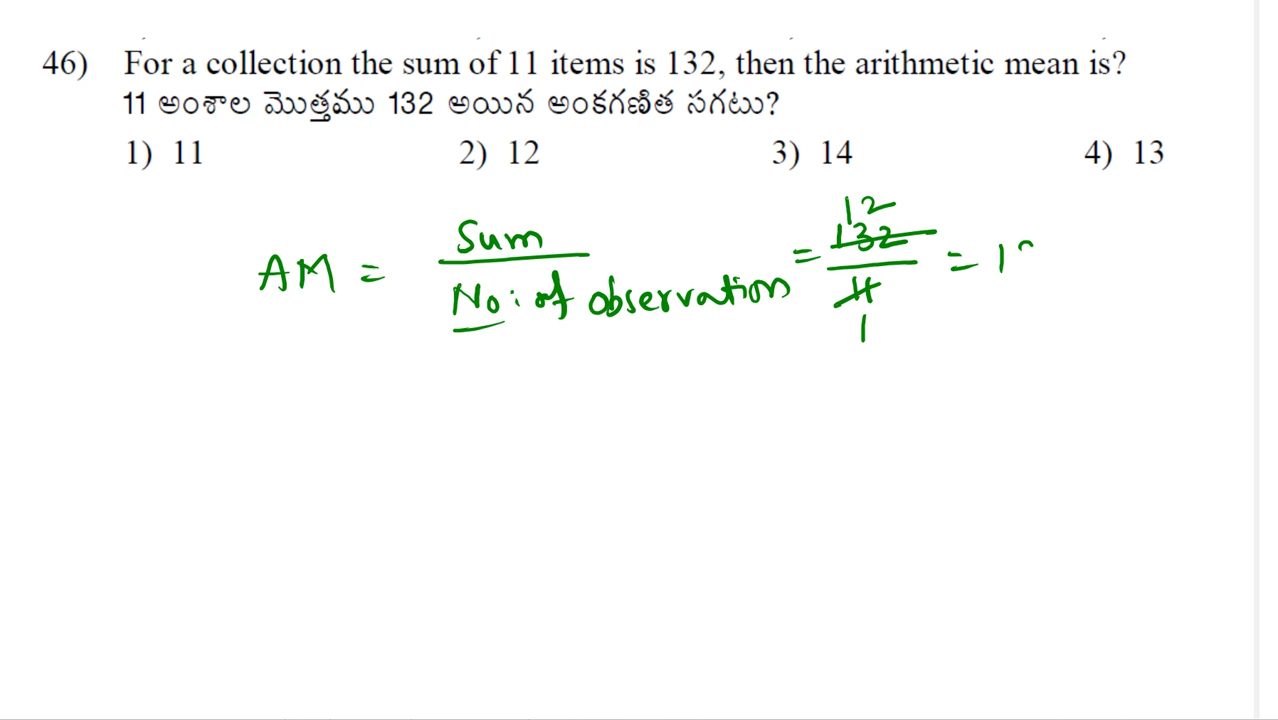 46) For a collection the sum of 11 items is 132, then the arithmetic mean is?
11 అంశాల మొత్తము 132 అయిన అంకగణిత సగటు?
1) 11 2) 12 3) 14 4) 13
12
AM = Sum / No: of observation = 132 / 11 = 1
1